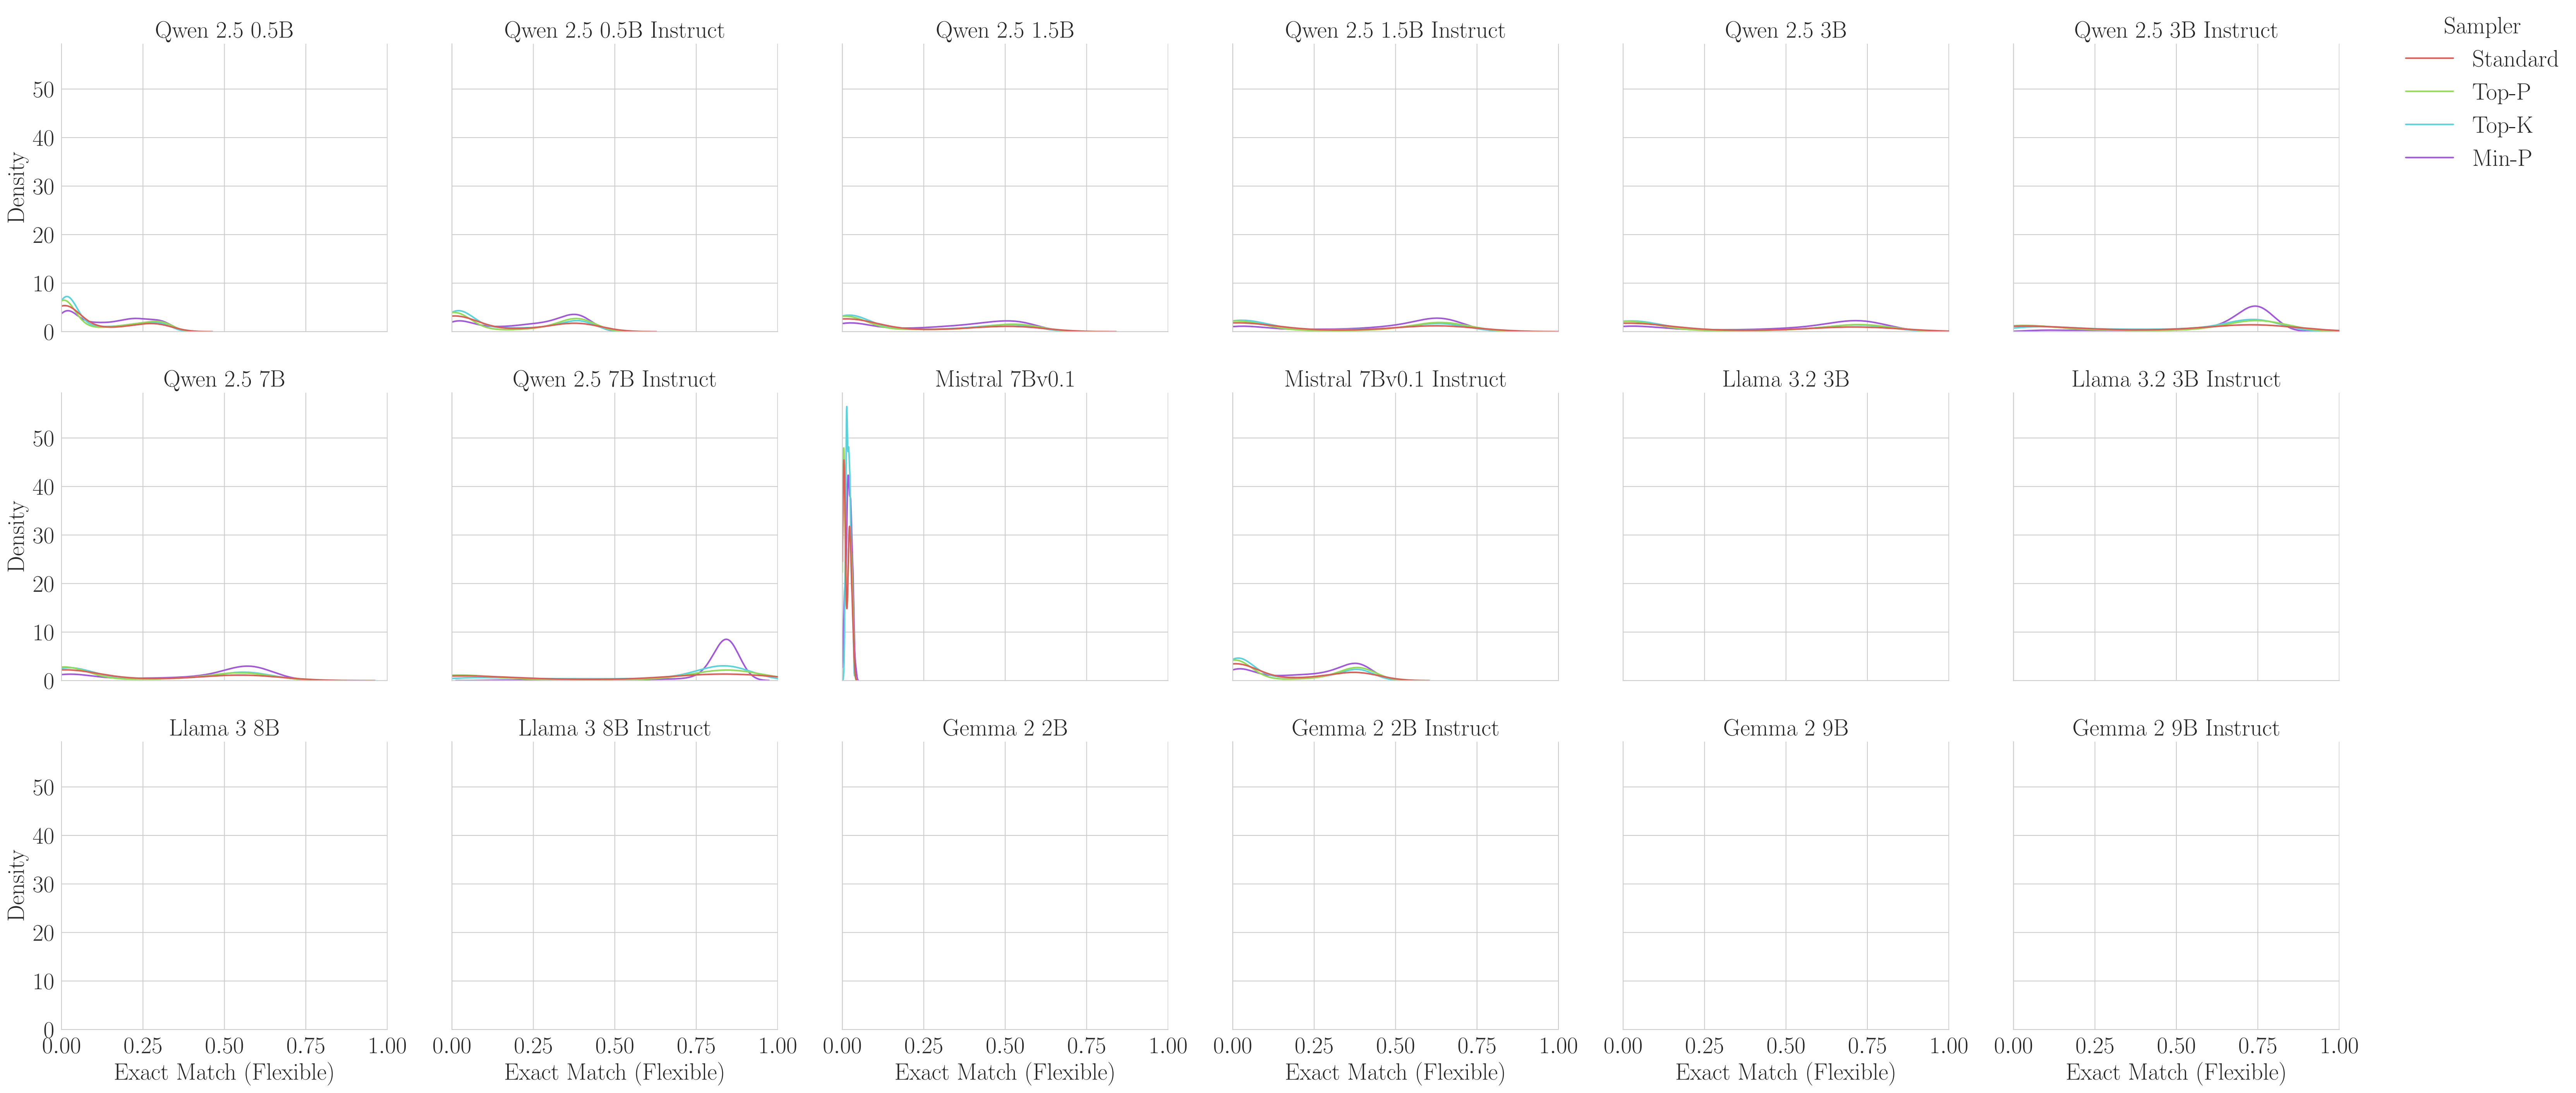 Qwen 2.5 0.5B Qwen 2.5 0.5B Instruct Qwen 2.5 1.5B Qwen 2.5 1.5B Instruct Qwen 2.5 3B Qwen 2.5 3B Instruct
Sampler
Standard
Top-P
Top-K
Min-P
50
40
30
20
10
0
Density
Qwen 2.5 7B Qwen 2.5 7B Instruct Mistral 7Bv0.1 Mistral 7Bv0.1 Instruct Llama 3.2 3B Llama 3.2 3B Instruct
50
40
30
20
10
0
Density
Llama 3 8B Llama 3 8B Instruct Gemma 2 2B Gemma 2 2B Instruct Gemma 2 9B Gemma 2 9B Instruct
50
40
30
20
10
0
Density
0.00 0.25 0.50 0.75 1.00 0.00 0.25 0.50 0.75 1.00 0.00 0.25 0.50 0.75 1.00 0.00 0.25 0.50 0.75 1.00 0.00 0.25 0.50 0.75 1.00 0.00 0.25 0.50 0.75 1.00
Exact Match (Flexible) Exact Match (Flexible) Exact Match (Flexible) Exact Match (Flexible) Exact Match (Flexible) Exact Match (Flexible)